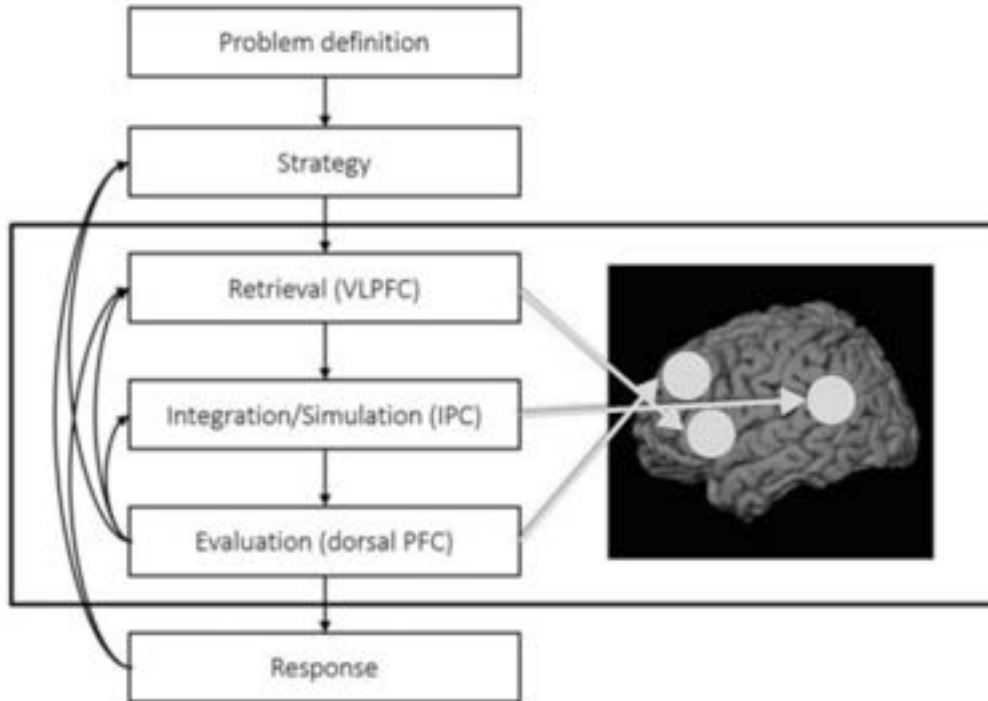 Problem definition
Strategy
Retrieval (VLPFC)
Integration/Simulation (IPC)
Evaluation (dorsal PFC)
Response